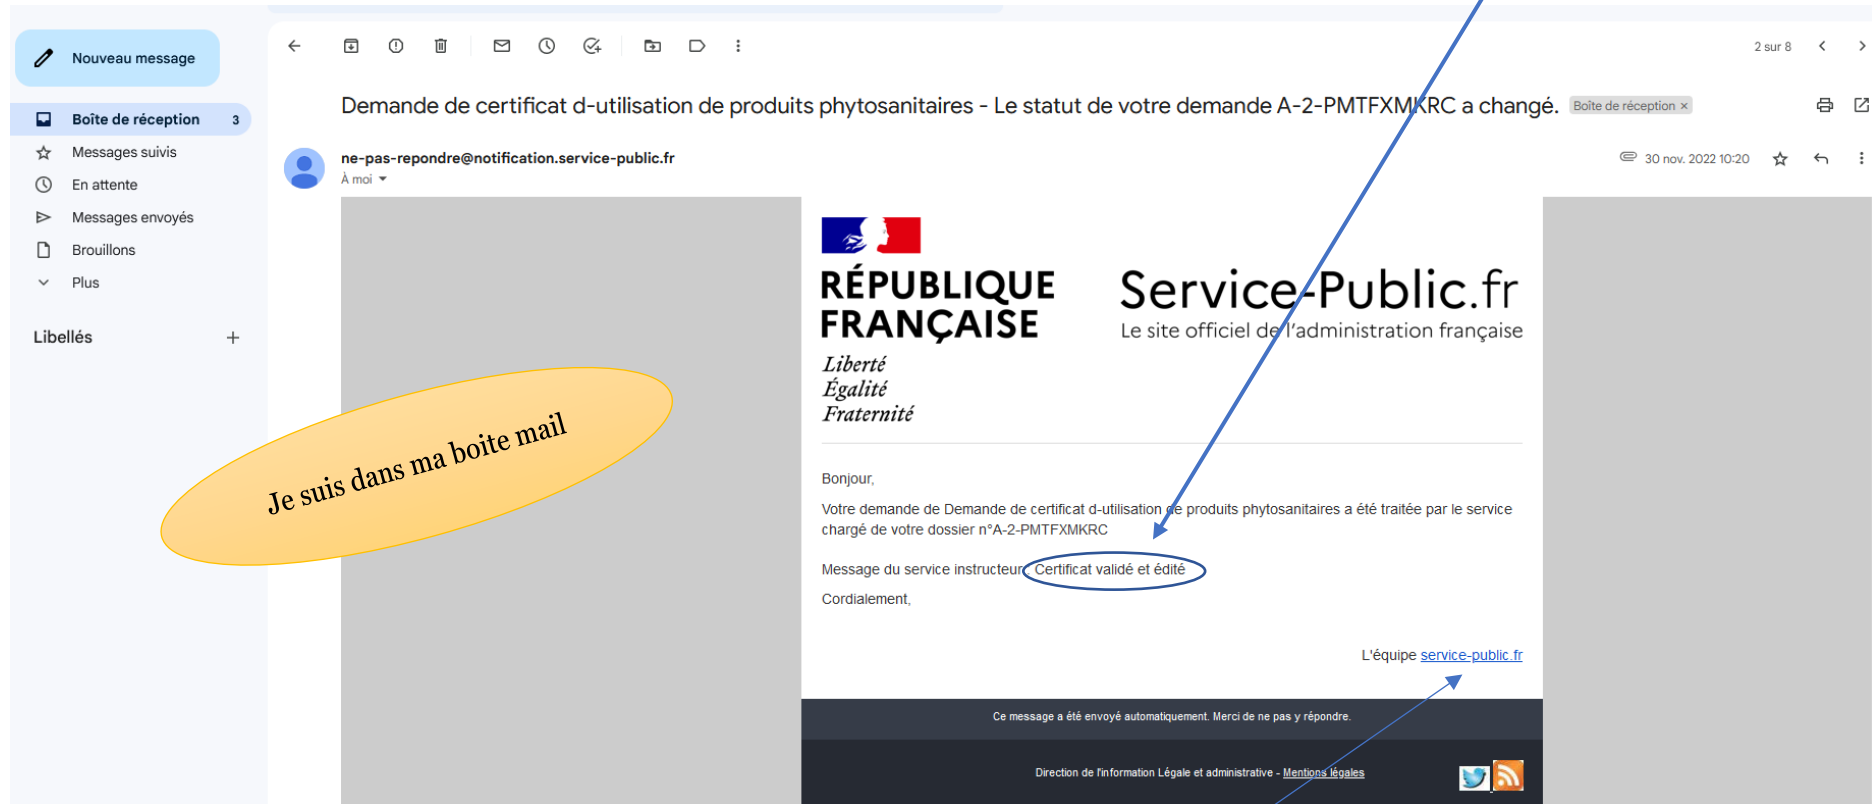 Nouveau message
2 sur 8
Boîte de réception 3
Messages suivis
En attente
Messages envoyés
Brouillons
Plus
Libellés
Demande de certificat d-utilisation de produits phytosanitaires - Le statut de votre demande A-2-PMTFXMKRC a changé.
Boîte de réception ×
ne-pas-repondre@notification.service-public.fr
30 nov. 2022 10:20
À moi
RÉPUBLIQUE
FRANÇAISE
Liberté
Égalité
Fraternité
Service-Public.fr
Le site officiel de l'administration française
Je suis dans ma boite mail
Bonjour,
Votre demande de Demande de certificat d-utilisation de produits phytosanitaires a été traitée par le service
chargé de votre dossier n°A-2-PMTFXMKRC
Message du service instructeur : Certificat validé et édité
Cordialement,
L'équipe service-public.fr
Ce message a été envoyé automatiquement. Merci de ne pas y répondre.
Direction de l'information Légale et administrative - Mentions légales